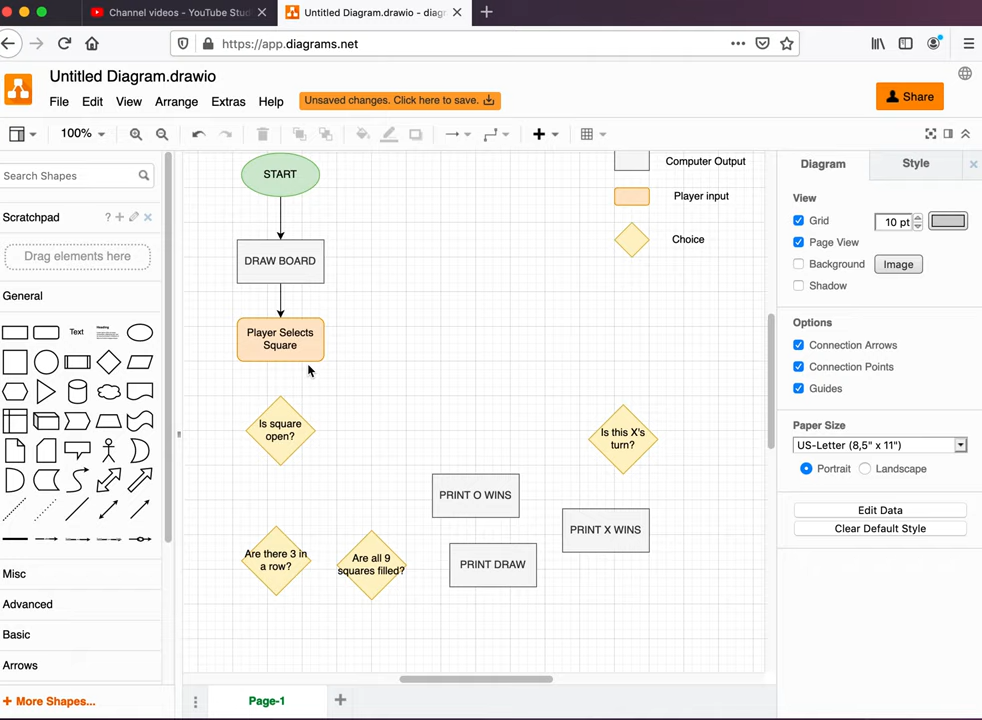 Channel videos - YouTube Stud
Untitled Diagram.drawio - diag
https://app.diagrams.net
Untitled Diagram.drawio
File Edit View Arrange Extras Help
Unsaved changes. Click here to save.
Share
100%
Search Shapes
Scratchpad
?
Drag elements here
General
Text
Heading
Misc
Advanced
Basic
Arrows
+ More Shapes...
START
DRAW BOARD
Player Selects
Square
Is square
open?
Are there 3 in
a row?
Are all 9
squares filled?
PRINT O WINS
PRINT X WINS
PRINT DRAW
Is this X's
turn?
Computer Output
Player input
Choice
Page-1
Diagram
Style
View
Grid
10 pt
Page View
Background
Image
Shadow
Options
Connection Arrows
Connection Points
Guides
Paper Size
US-Letter (8,5" x 11")
Portrait
Landscape
Edit Data
Clear Default Style